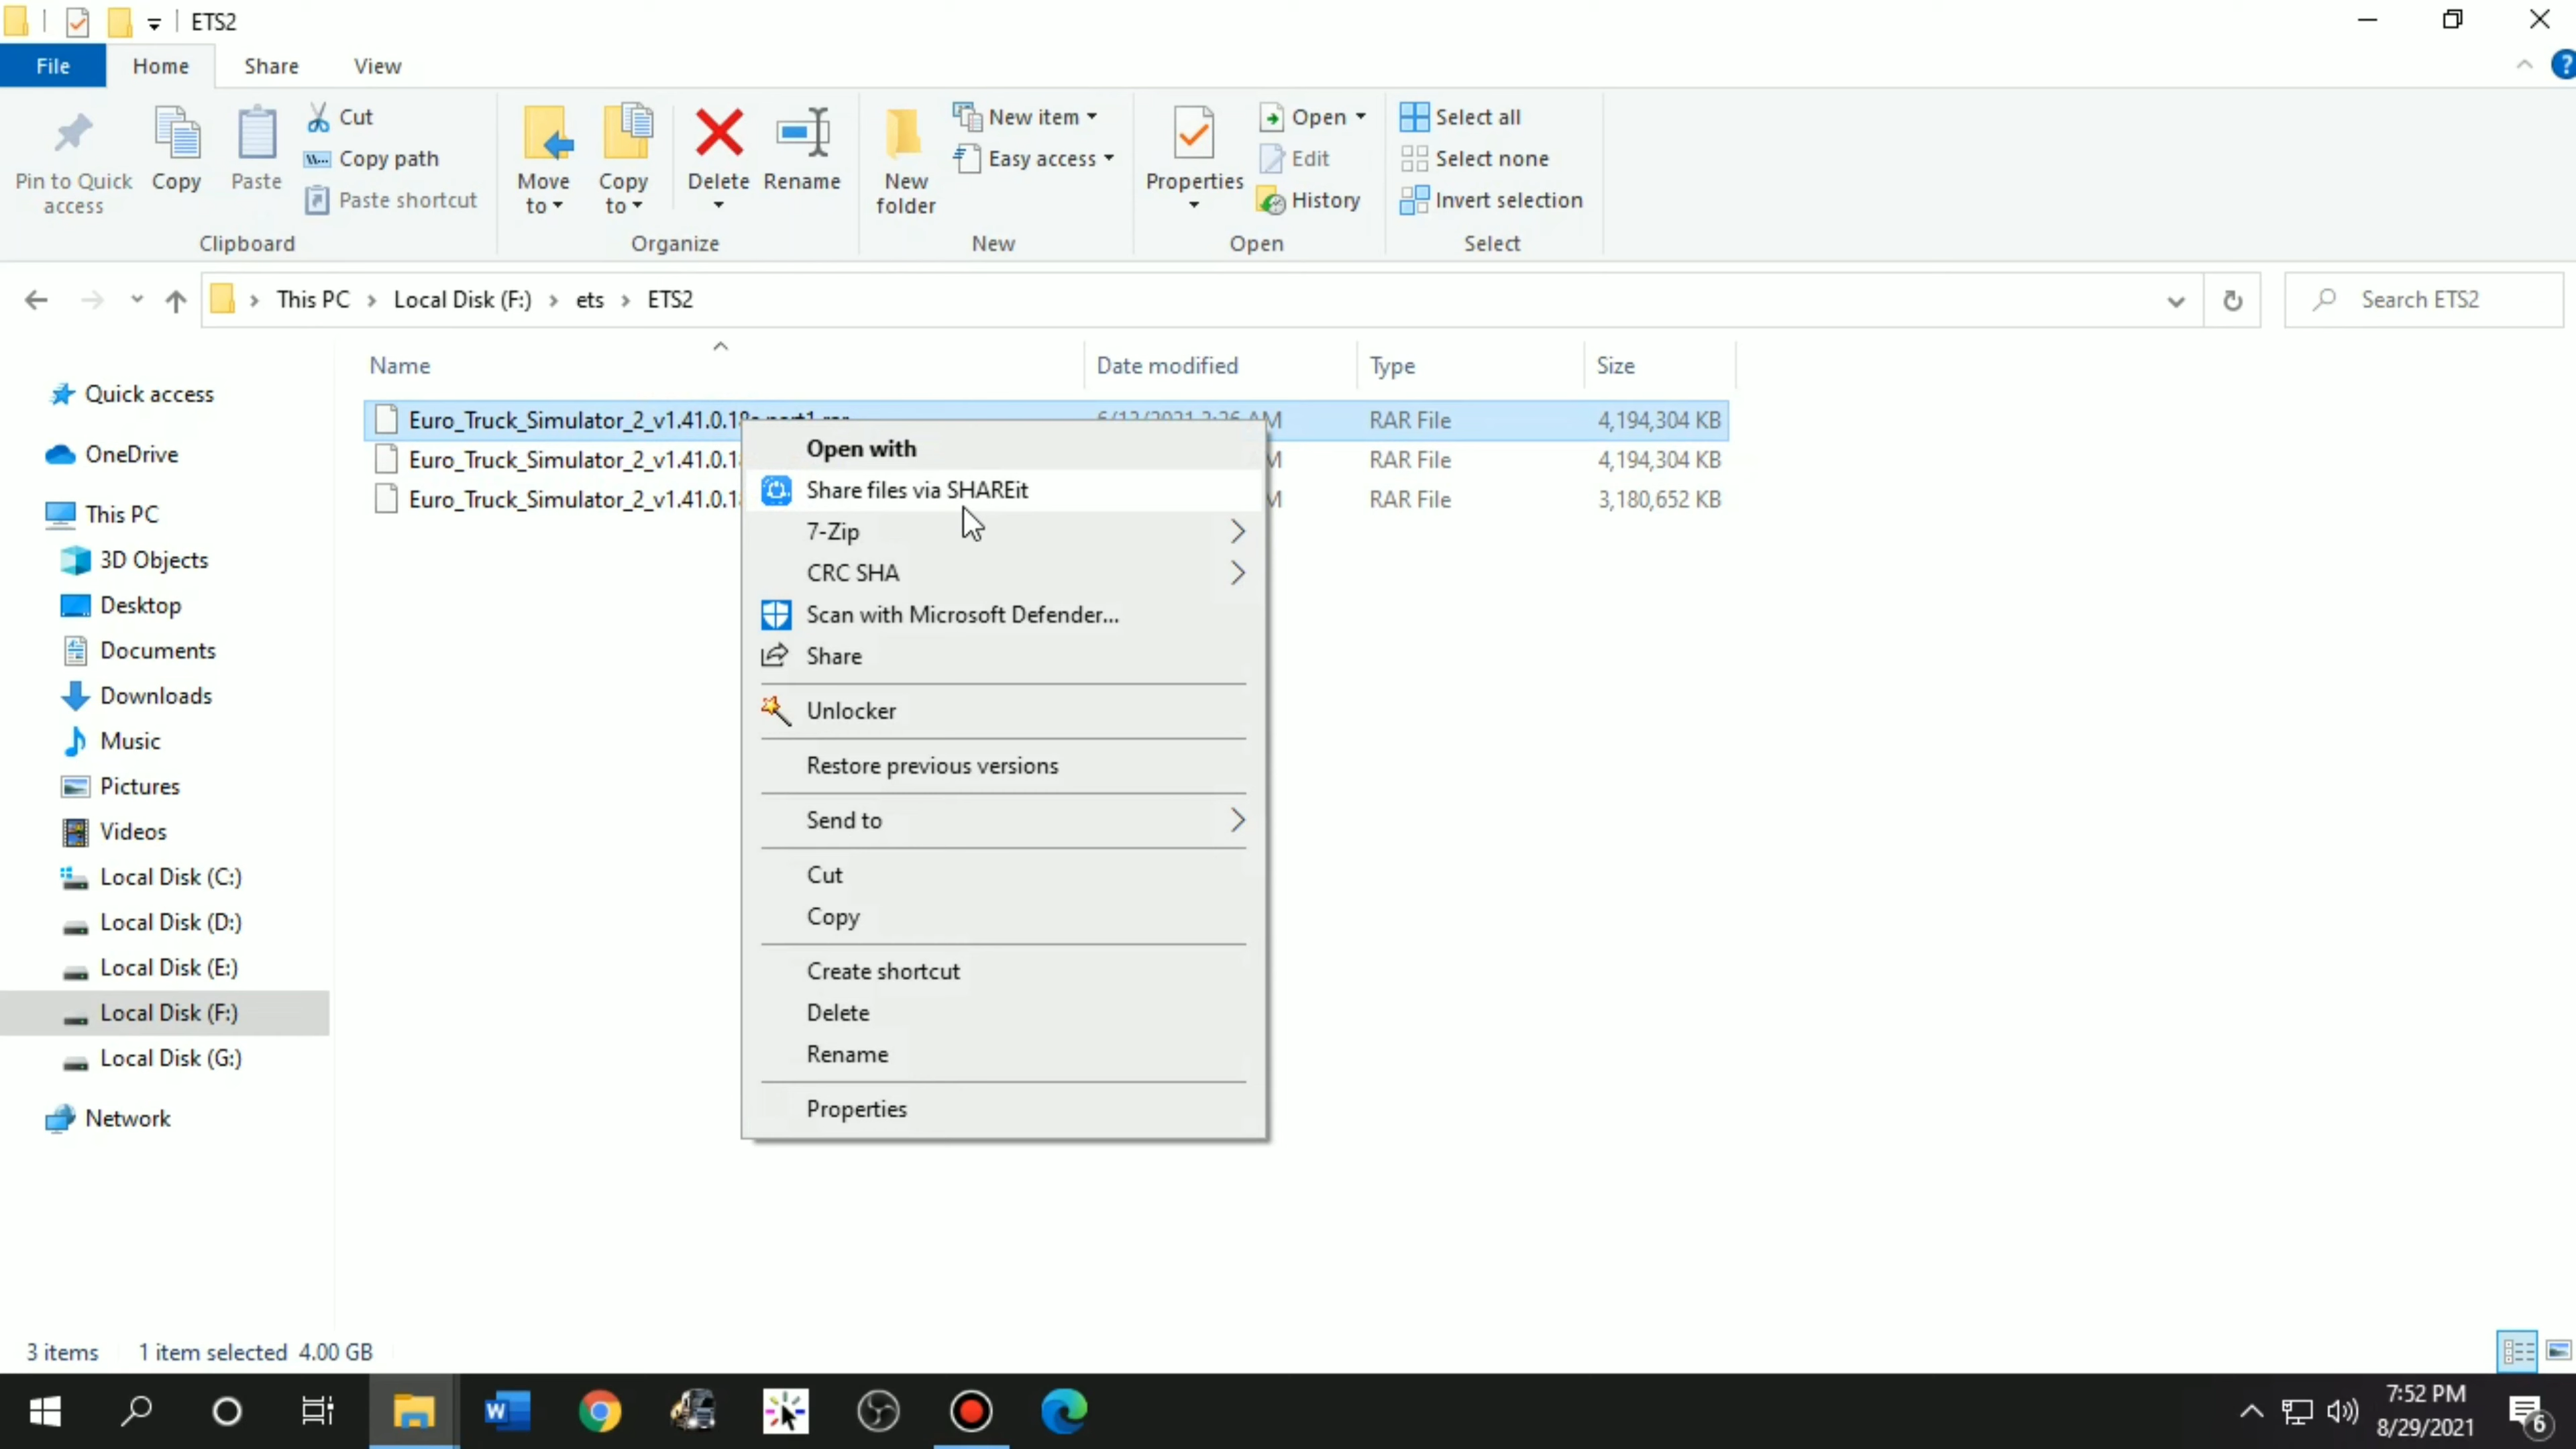 ETS2
File Home Share View
Pin to Quick access
Copy
Paste
Cut
Copy path
Paste shortcut
Clipboard
Move to
Copy to
Delete
Rename
Organize
New folder
New item
Easy access
New
Properties
Open
Edit
History
Open
Select all
Select none
Invert selection
Select
This PC > Local Disk (F:) > ets > ETS2
Search ETS2
Name Date modified Type Size
Euro_Truck_Simulator_2_v1.41.0.18 RAR File 4,194,304 KB
Euro_Truck_Simulator_2_v1.41.0.1 RAR File 4,194,304 KB
Euro_Truck_Simulator_2_v1.41.0.1 RAR File 3,180,652 KB
Quick access
OneDrive
This PC
3D Objects
Desktop
Documents
Downloads
Music
Pictures
Videos
Local Disk (C:)
Local Disk (D:)
Local Disk (E:)
Local Disk (F:)
Local Disk (G:)
Network
Open with
Share files via SHAREit
7-Zip
CRC SHA
Scan with Microsoft Defender...
Share
Unlocker
Restore previous versions
Send to
Cut
Copy
Create shortcut
Delete
Rename
Properties
3 items 1 item selected 4.00 GB
7:52 PM
8/29/2021
6